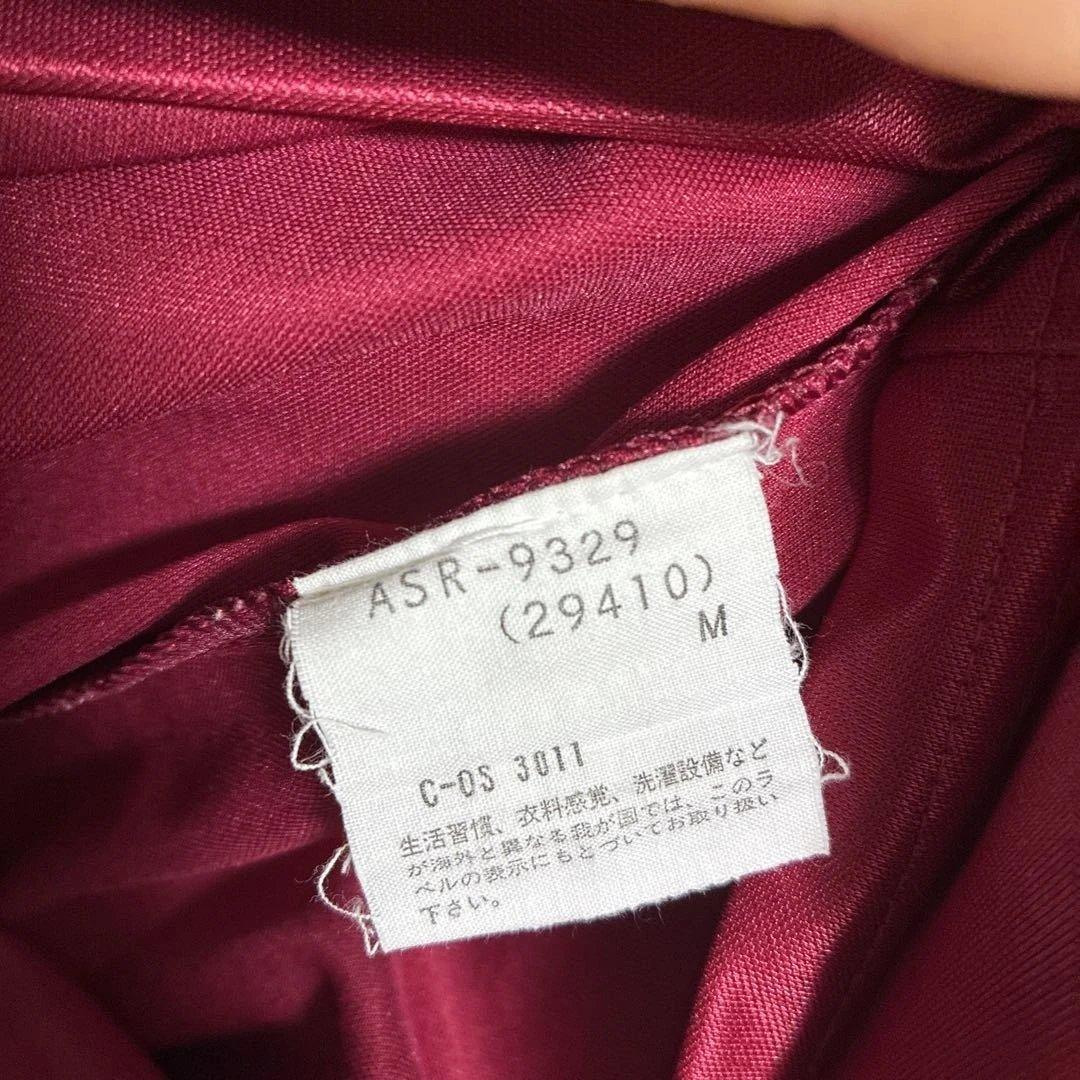 ASR-9329
(29410)
M
C-OS 3011
生活習慣、衣料感覚、洗濯設備など
が海外と異なる我が国では、このラ
ベルの表示にもとづいてお取り扱い
下さい。